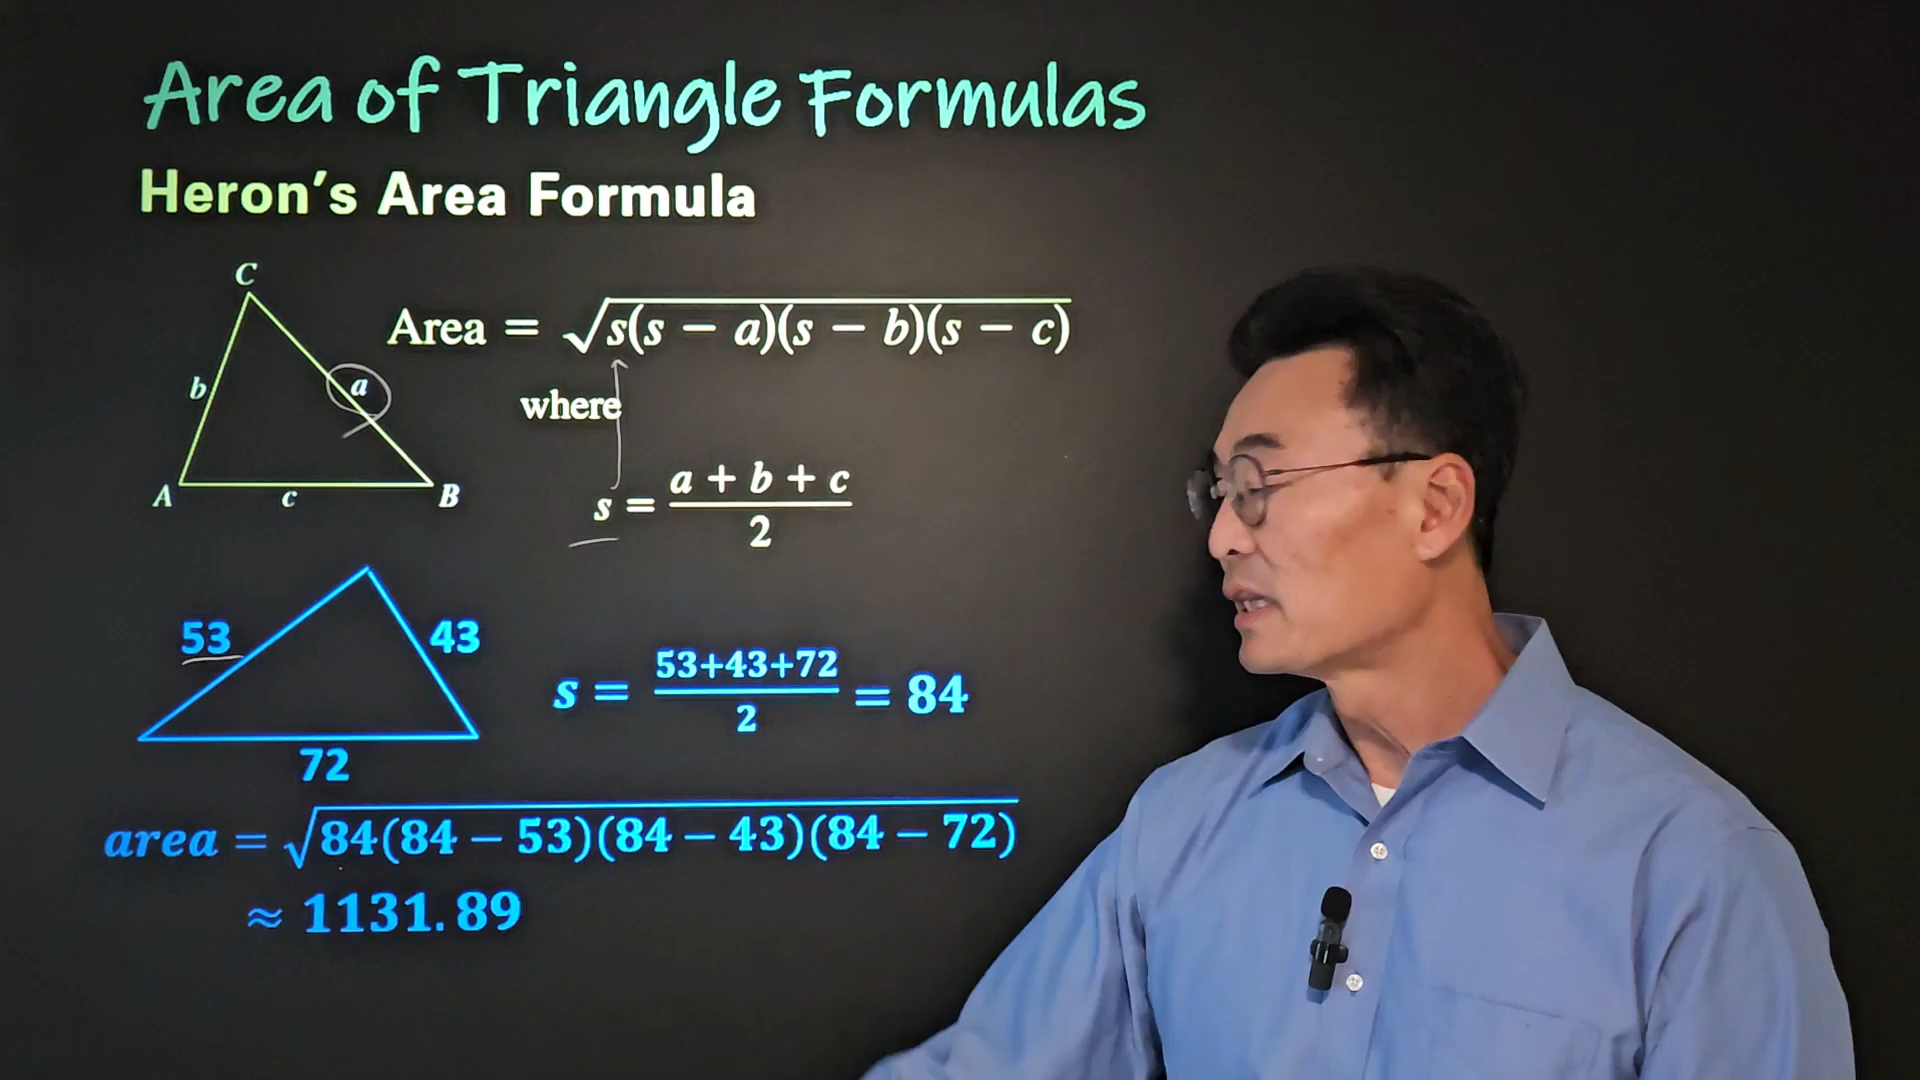 Area of Triangle Formulas
Heron's Area Formula
C
b
a
A
c
B
Area = √s(s − a)(s − b)(s − c)
where
s = a + b + c / 2
53
43
72
s = 53+43+72 / 2 = 84
area = √84(84 − 53)(84 − 43)(84 − 72)
≈ 1131.89